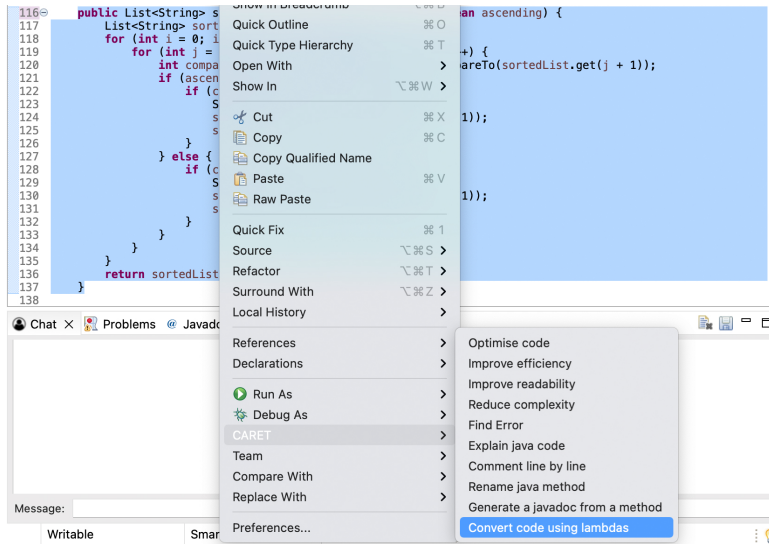 116 public List<String> s ean ascending) {
117 List<String> sort
118 for (int i = 0; i
119 for (int j = +) {
120 int compa pareTo(sortedList.get(j + 1));
121 if (ascen
122 if (c
123 S
124 s 1));
125 s
126 }
127 } else {
128 if (c
129 S
130 s 1));
131 s
132 }
133 }
134 }
135 }
136 return sortedList
137 }
138
Show in Breadcrumb ⌥⌘B
Quick Outline ⌘O
Quick Type Hierarchy ⌘T
Open With
Show In ⌥⌘W
Cut ⌘X
Copy ⌘C
Copy Qualified Name
Paste ⌘V
Raw Paste
Quick Fix ⌘1
Source ⌥⌘S
Refactor ⌥⌘T
Surround With ⌥⌘Z
Local History
References
Declarations
Run As
Debug As
CARET
Team
Compare With
Replace With
Preferences...
Optimise code
Improve efficiency
Improve readability
Reduce complexity
Find Error
Explain java code
Comment line by line
Rename java method
Generate a javadoc from a method
Convert code using lambdas
Chat Problems @ Javado
Message:
Writable Smar